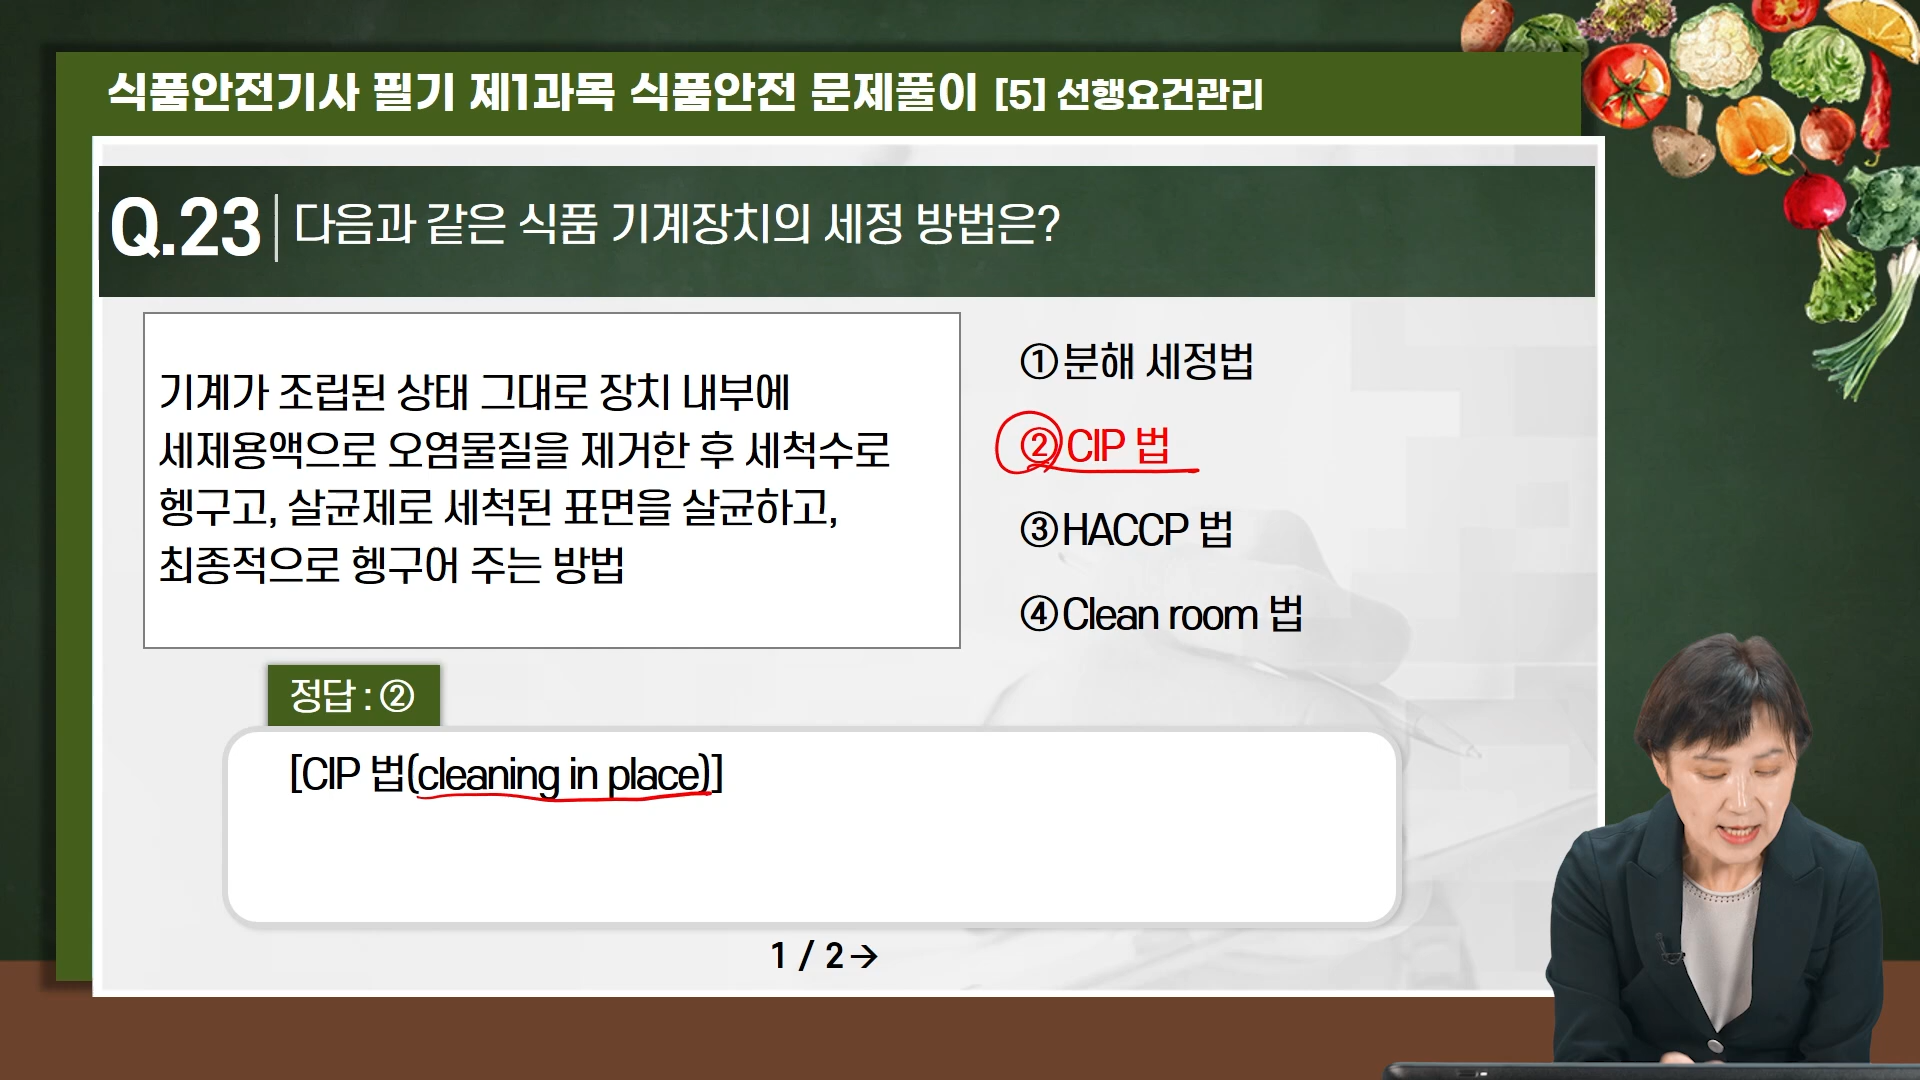 식품안전기사 필기 제1과목 식품안전 문제풀이 [5] 선행요건관리
Q.23 다음과 같은 식품 기계장치의 세정 방법은?
기계가 조립된 상태 그대로 장치 내부에
세제용액으로 오염물질을 제거한 후 세척수로
헹구고, 살균제로 세척된 표면을 살균하고,
최종적으로 헹구어 주는 방법
①분해 세정법
②CIP 법
③HACCP 법
④Clean room 법
정답 : ②
[CIP 법(cleaning in place)]
1 / 2→